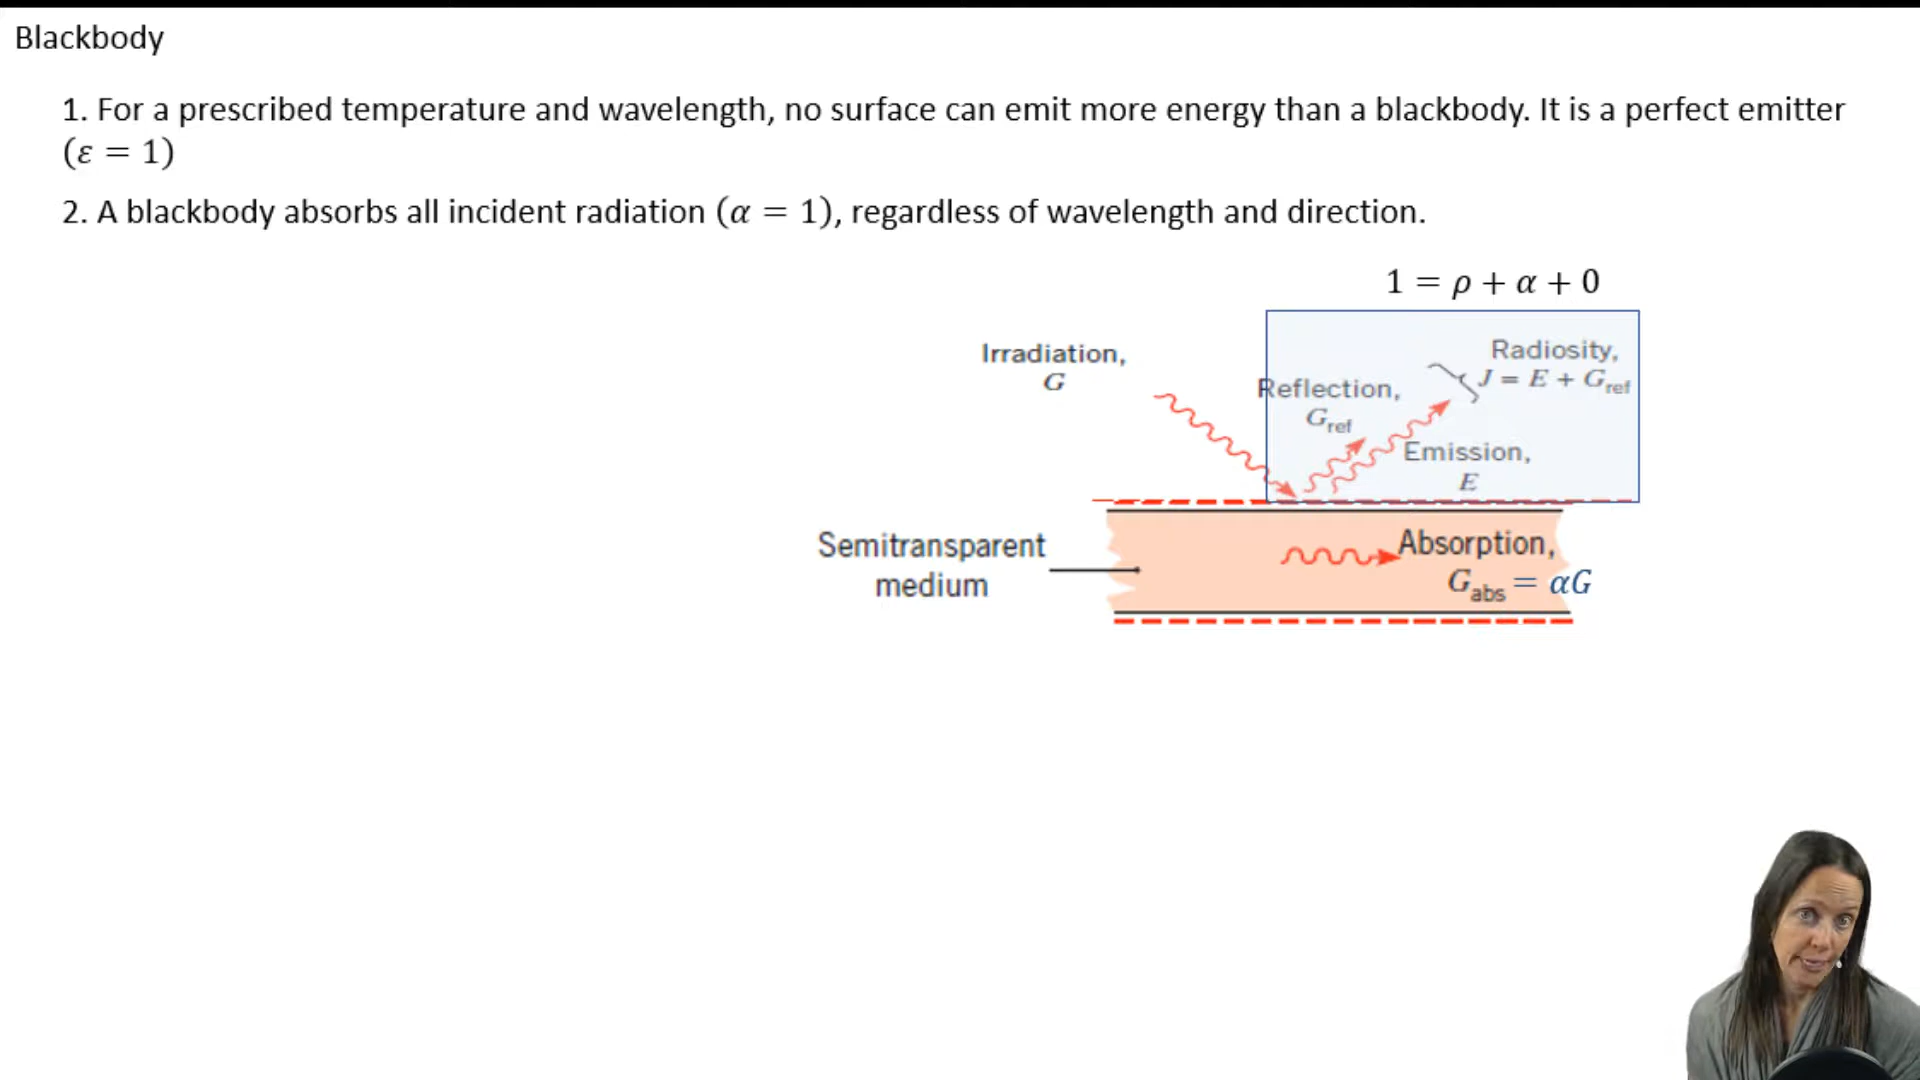 Blackbody
1. For a prescribed temperature and wavelength, no surface can emit more energy than a blackbody. It is a perfect emitter
(ε = 1)
2. A blackbody absorbs all incident radiation (α = 1), regardless of wavelength and direction.
1 = ρ + α + 0
Irradiation,
G
Reflection,
G_ref
Radiosity,
J = E + G_ref
Emission,
E
Semitransparent
medium
Absorption,
G_abs = αG